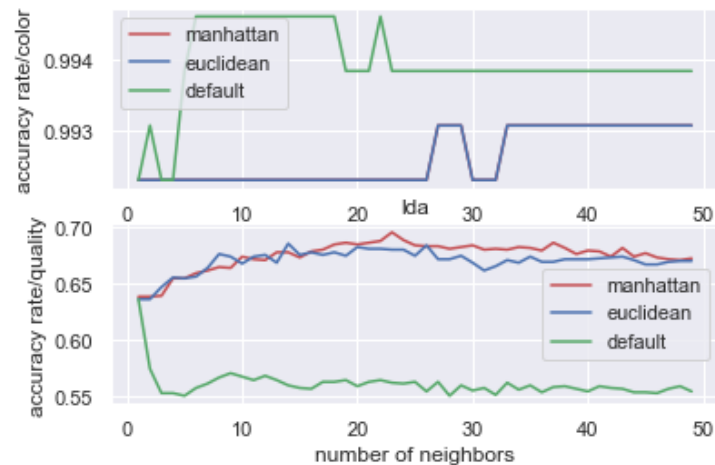 accuracy rate/color
0.994
0.993
manhattan
euclidean
default
0 10 20 30 40 50
lda
accuracy rate/quality
0.70
0.65
0.60
0.55
manhattan
euclidean
default
0 10 20 30 40 50
number of neighbors